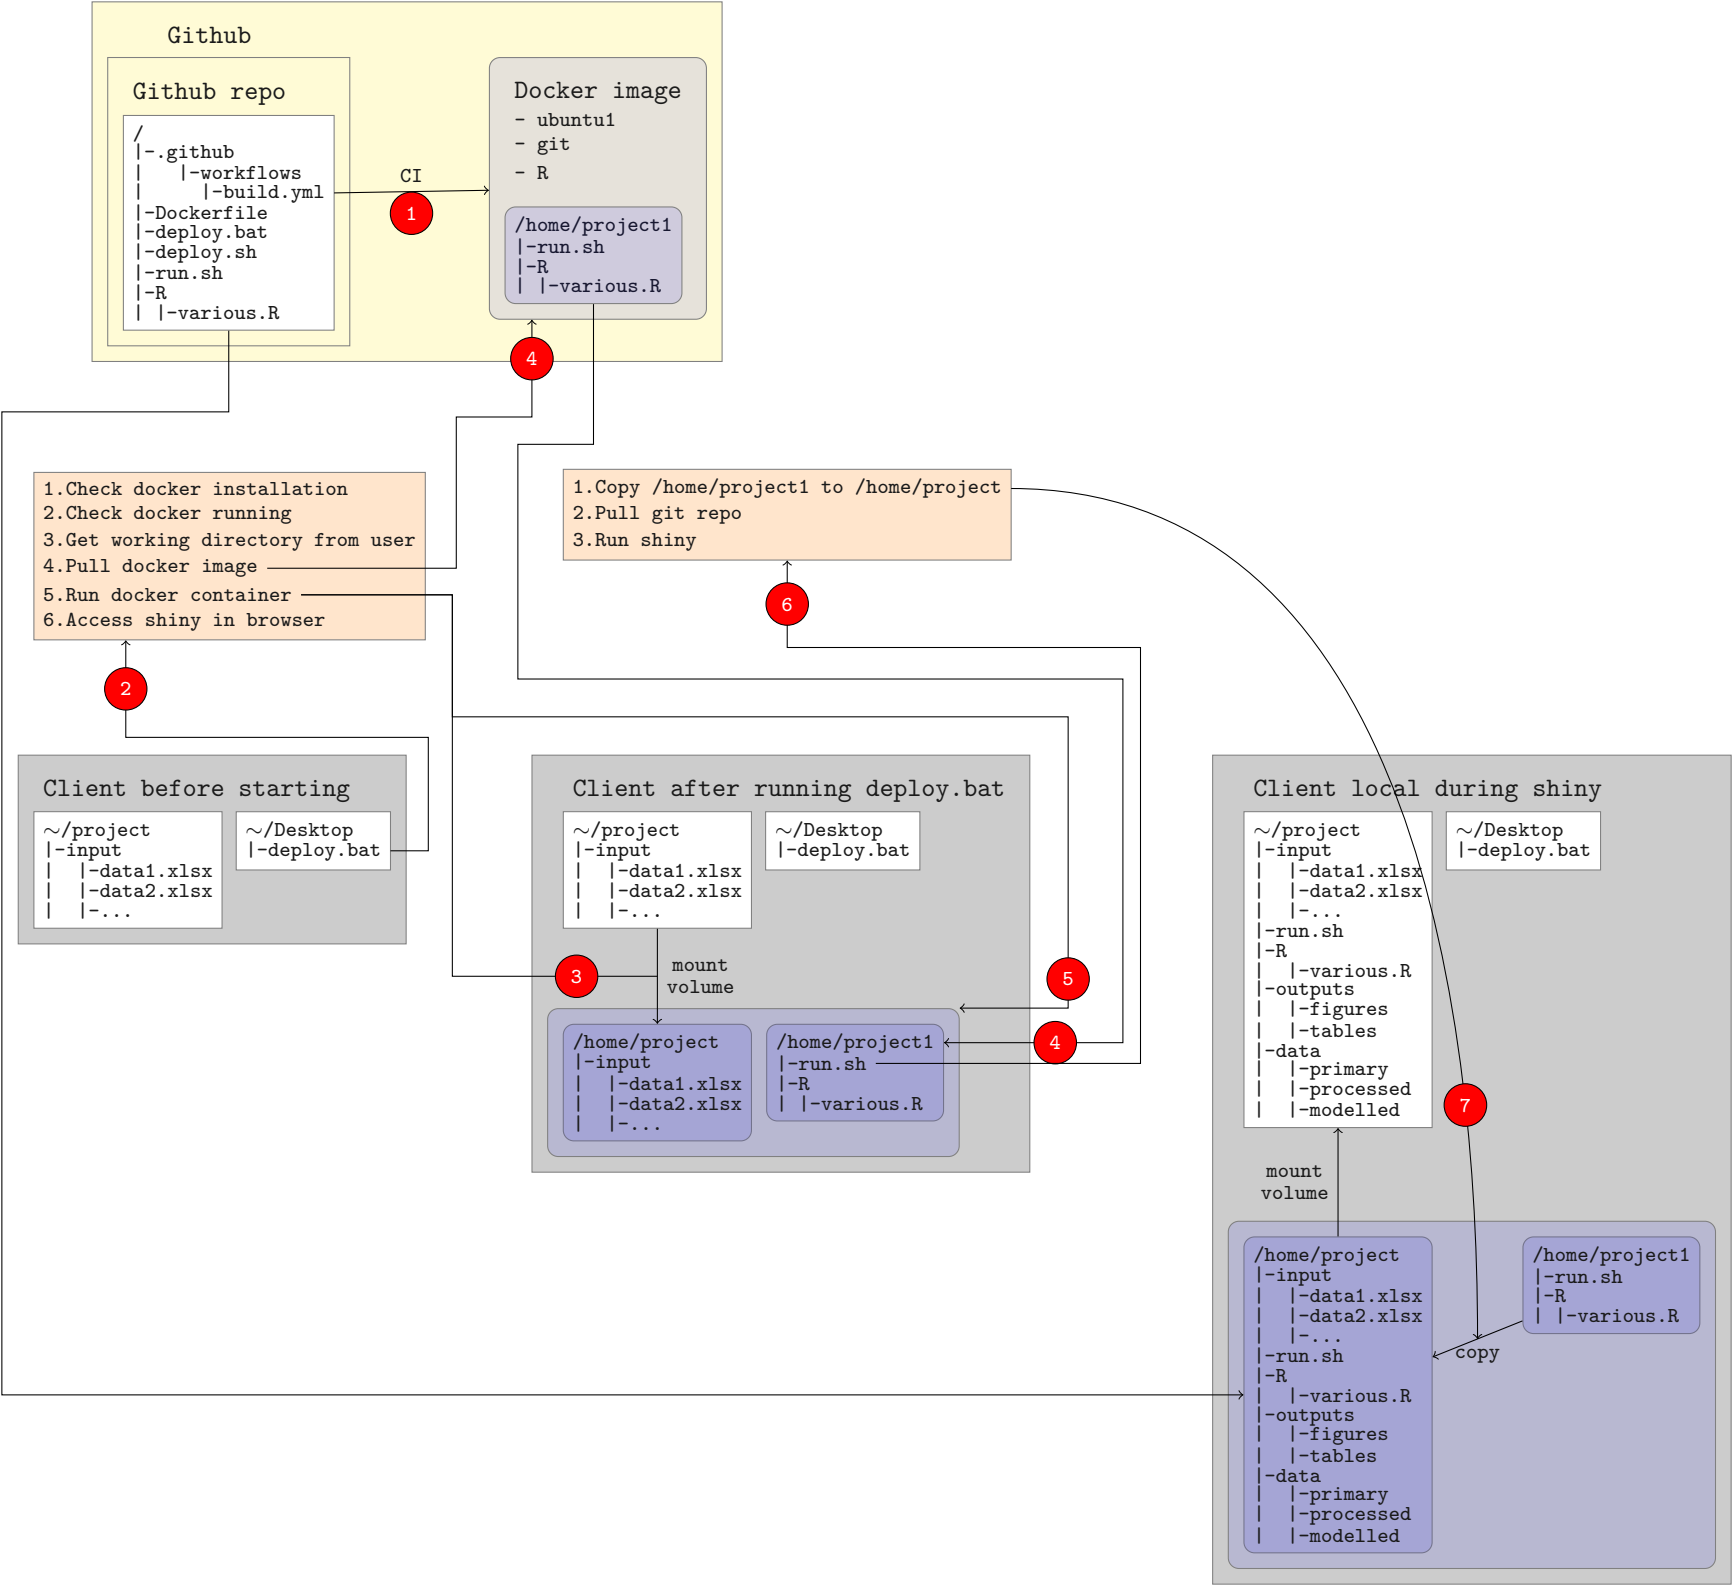 Github
Github repo
/
|-.github
|   |-workflows
|     |-build.yml
|-Dockerfile
|-deploy.bat
|-deploy.sh
|-run.sh
|-R
| |-various.R
CI
1
Docker image
- ubuntu1
- git
- R
/home/project1
|-run.sh
|-R
| |-various.R
4
1.Check docker installation
2.Check docker running
3.Get working directory from user
4.Pull docker image
5.Run docker container
6.Access shiny in browser
1.Copy /home/project1 to /home/project
2.Pull git repo
3.Run shiny
6
2
Client before starting
~/project
|-input
|  |-data1.xlsx
|  |-data2.xlsx
|  |-...
~/Desktop
|-deploy.bat
Client after running deploy.bat
~/project
|-input
|  |-data1.xlsx
|  |-data2.xlsx
|  |-...
~/Desktop
|-deploy.bat
3
mount
volume
5
4
/home/project
|-input
|  |-data1.xlsx
|  |-data2.xlsx
|  |-...
/home/project1
|-run.sh
|-R
| |-various.R
Client local during shiny
~/project
|-input
|  |-data1.xlsx
|  |-data2.xlsx
|  |-...
|-run.sh
|-R
|  |-various.R
|-outputs
|  |-figures
|  |-tables
|-data
|  |-primary
|  |-processed
|  |-modelled
~/Desktop
|-deploy.bat
7
mount
volume
/home/project
|-input
|  |-data1.xlsx
|  |-data2.xlsx
|  |-...
|-run.sh
|-R
|  |-various.R
|-outputs
|  |-figures
|  |-tables
|-data
|  |-primary
|  |-processed
|  |-modelled
/home/project1
|-run.sh
|-R
| |-various.R
copy